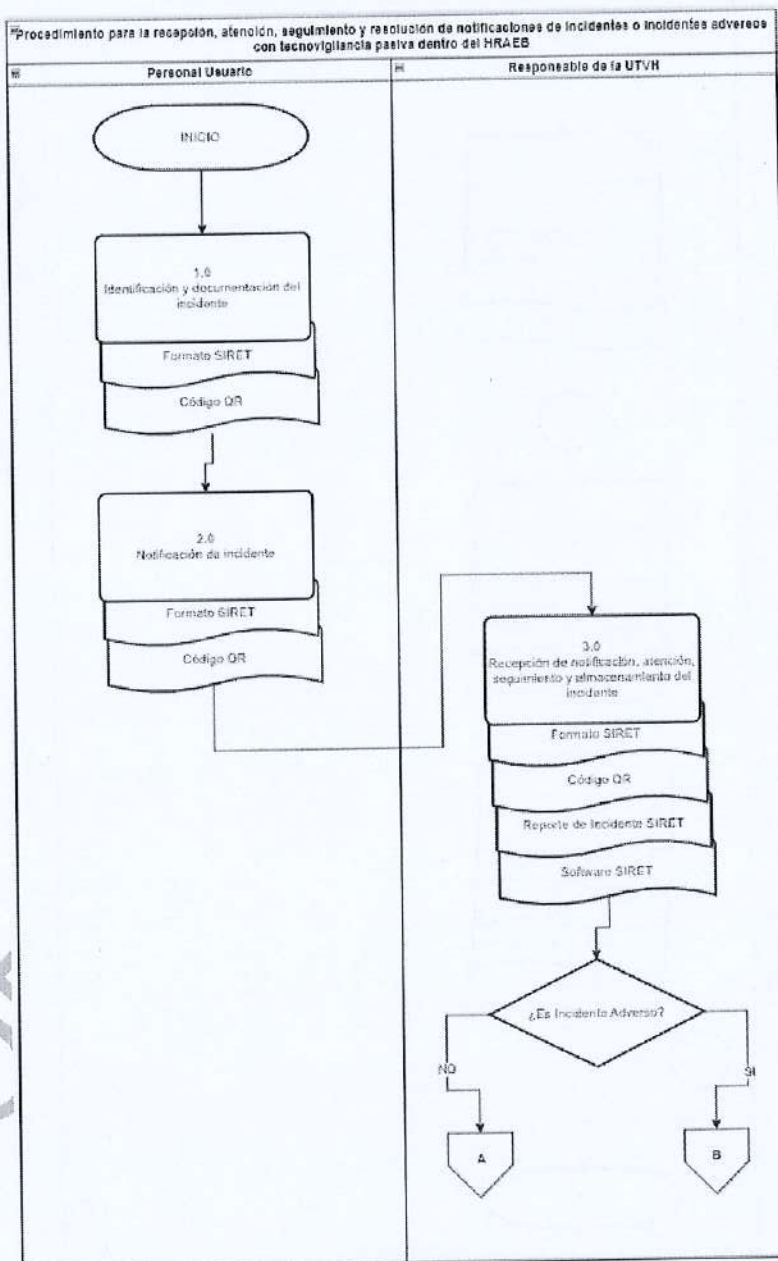 Procedimiento para la recepción, atención, seguimiento y resolución de notificaciones de incidentes o incidentes adversos
con tecnovigilancia pasiva dentro del HRAEB
Personal Usuario
Responsable de la UTVH
INICIO
1.0
Identificación y documentación del
incidente
Formato SIRET
Código QR
2.0
Notificación de incidente
Formato SIRET
Código QR
3.0
Recepción de notificación, atención,
seguimiento y almacenamiento del
incidente
Formato SIRET
Código QR
Reporte de Incidente SIRET
Software SIRET
¿Es Incidente Adverso?
NO
SI
A
B